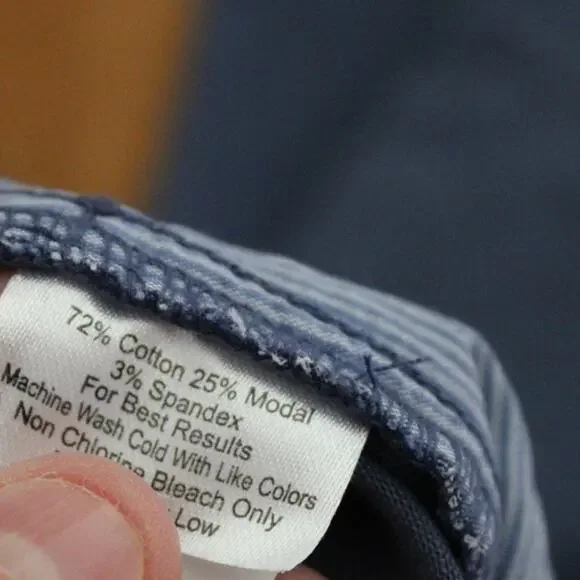 72% Cotton 25% Modal
3% Spandex
For Best Results
Machine Wash Cold With Like Colors
Non Chlorine Bleach Only
Low